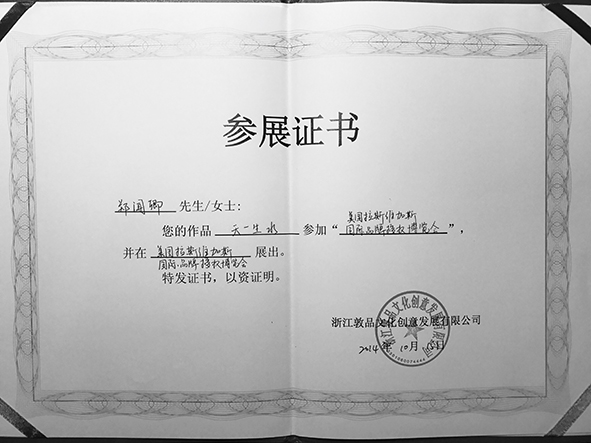 参展证书
郑闻卿 先生/女士:
您的作品 天一生水 参加“美国拉斯维加斯国际品牌授权博览会”,
并在 美国拉斯维加斯国际品牌授权博览会 展出。
特发证书,以资证明。
浙江敦品文化创意发展有限公司
2014年10月15日